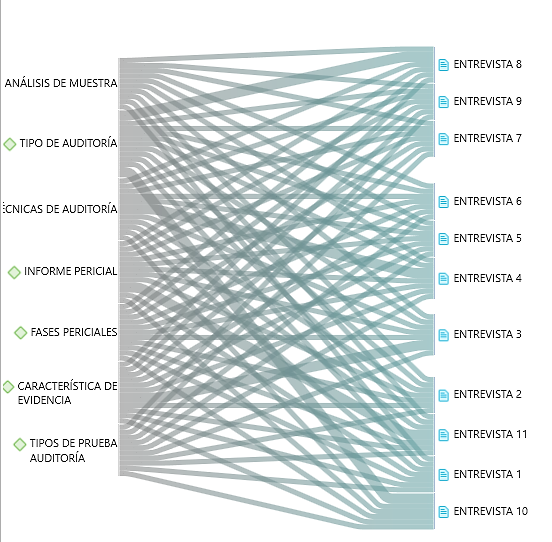 ANÁLISIS DE MUESTRA
TIPO DE AUDITORÍA
ÉCNICAS DE AUDITORÍA
INFORME PERICIAL
FASES PERICIALES
CARACTERÍSTICA DE
EVIDENCIA
TIPOS DE PRUEBA
AUDITORÍA
ENTREVISTA 8
ENTREVISTA 9
ENTREVISTA 7
ENTREVISTA 6
ENTREVISTA 5
ENTREVISTA 4
ENTREVISTA 3
ENTREVISTA 2
ENTREVISTA 11
ENTREVISTA 1
ENTREVISTA 10